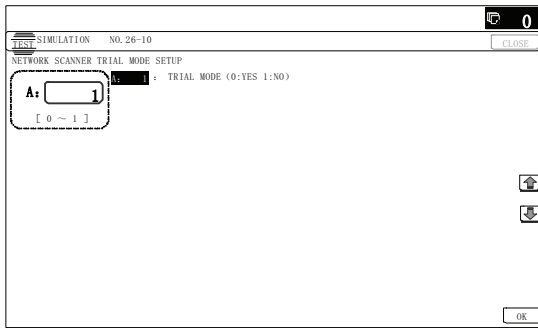 0
TEST SIMULATION NO. 26-10
CLOSE
NETWORK SCANNER TRIAL MODE SETUP
A: 1 : TRIAL MODE (0:YES 1:NO)
A: 1
[ 0 ～ 1 ]
OK